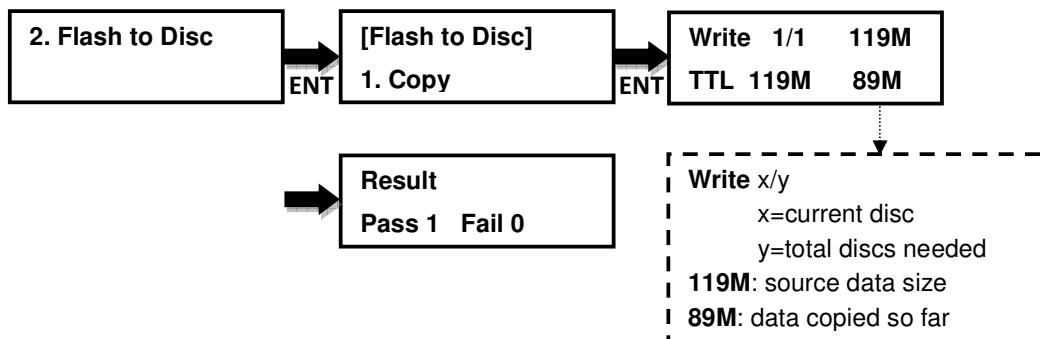 2. Flash to Disc
ENT
[Flash to Disc]
1. Copy
ENT
Write 1/1 119M
TTL 119M 89M
Result
Pass 1 Fail 0
Write x/y
x=current disc
y=total discs needed
119M: source data size
89M: data copied so far